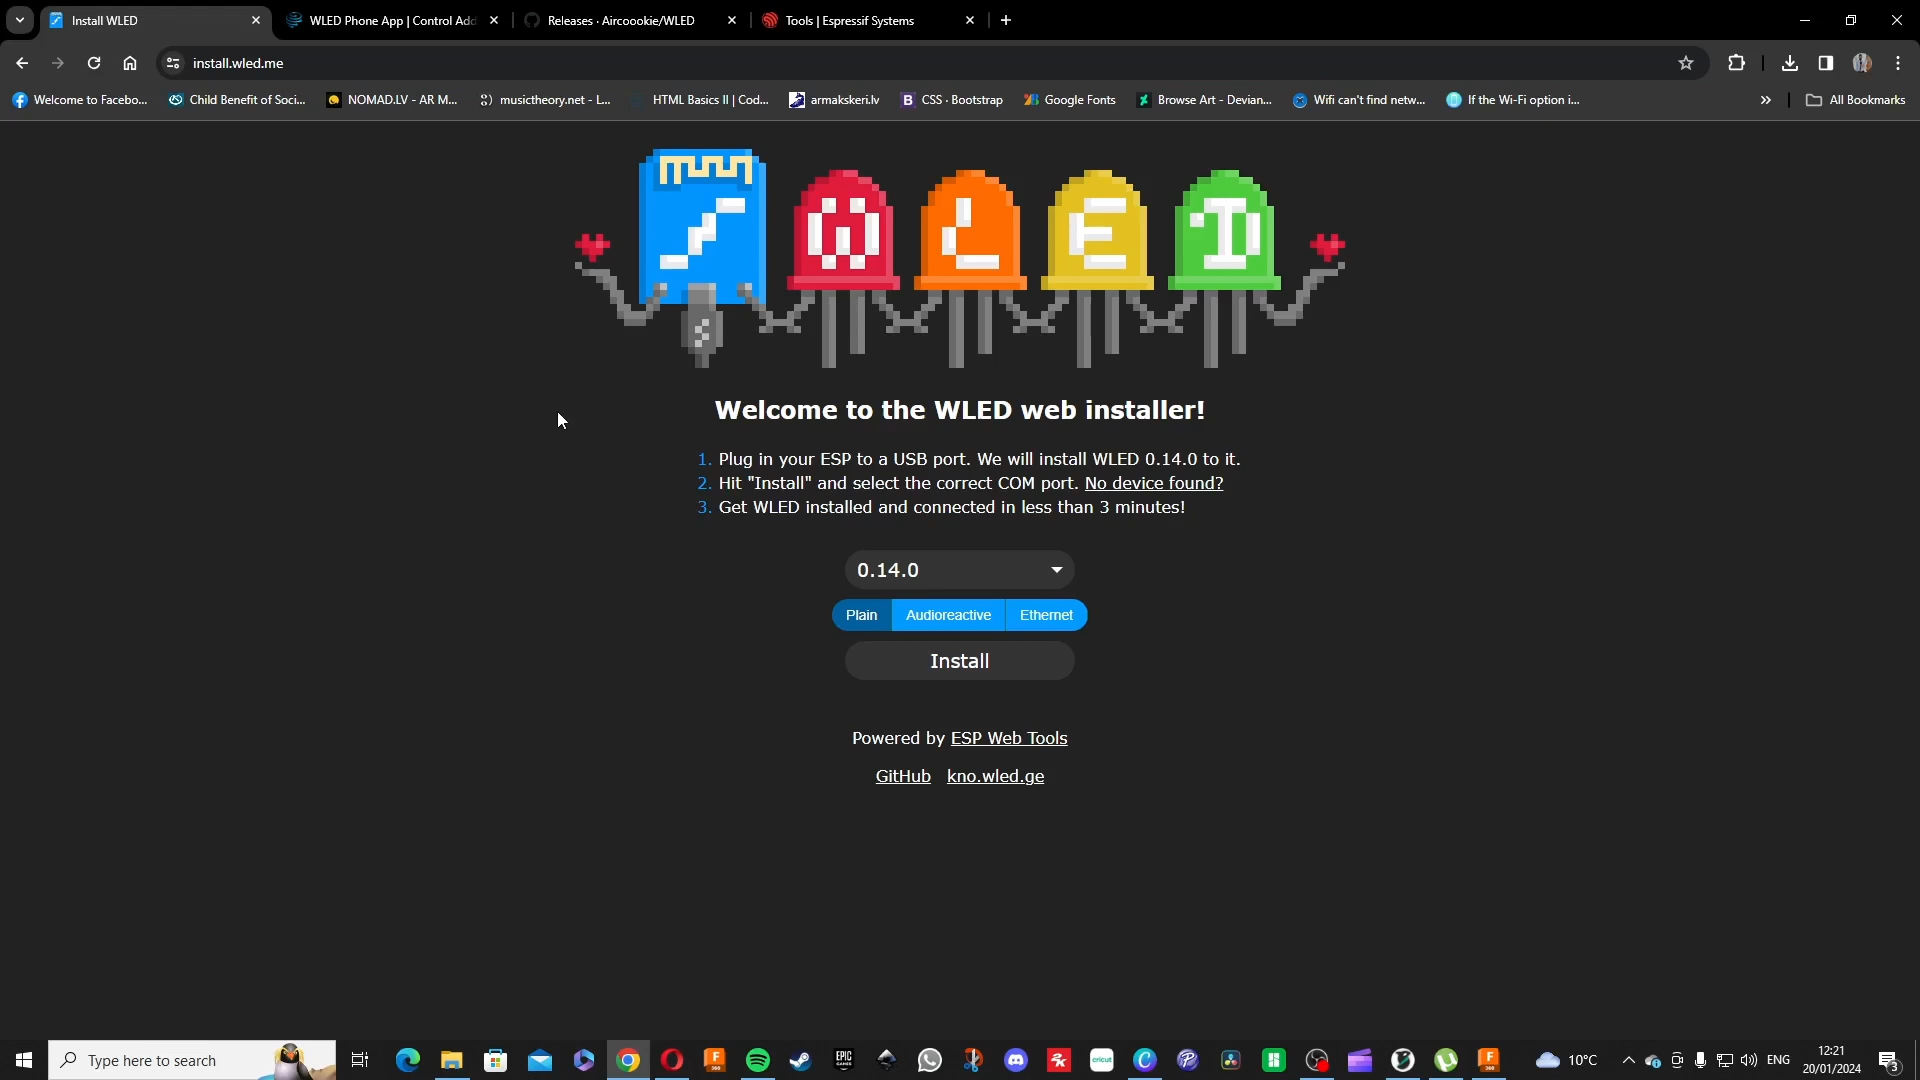 Install WLED
WLED Phone App | Control Add
Releases · Aircoookie/WLED
Tools | Espressif Systems
install.wled.me
Welcome to Facebo...
Child Benefit of Soci...
NOMAD.LV - AR M...
musictheory.net - L...
HTML Basics II | Cod...
armakskeri.lv
B CSS · Bootstrap
Google Fonts
Browse Art - Devian...
Wifi can't find netw...
If the Wi-Fi option i...
All Bookmarks
WLED
Welcome to the WLED web installer!
1. Plug in your ESP to a USB port. We will install WLED 0.14.0 to it.
2. Hit "Install" and select the correct COM port. No device found?
3. Get WLED installed and connected in less than 3 minutes!
0.14.0
Plain Audioreactive Ethernet
Install
Powered by ESP Web Tools
GitHub kno.wled.ge
Type here to search
10°C
ENG
12:21
20/01/2024
3